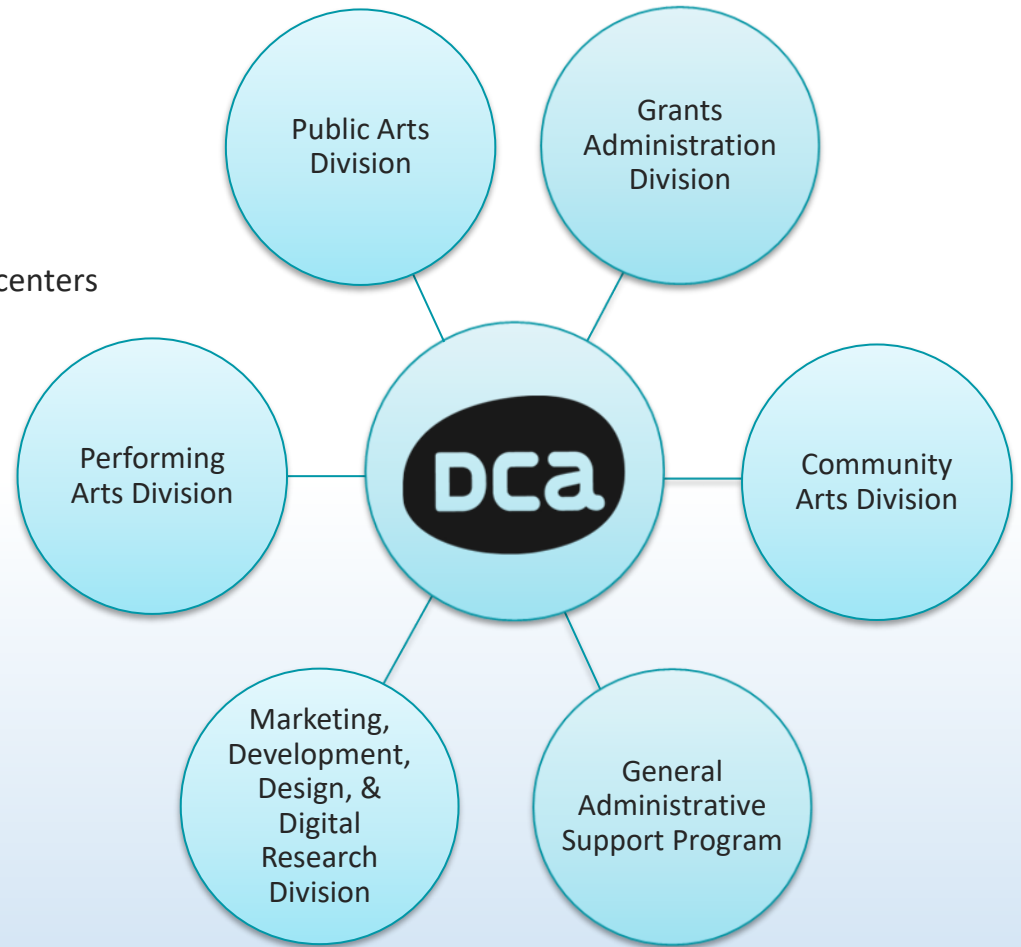 Public Arts
Division
Grants
Administration
Division
centers
Performing
Arts Division
DCa
Community
Arts Division
Marketing,
Development,
Design, &
Digital
Research
Division
General
Administrative
Support Program